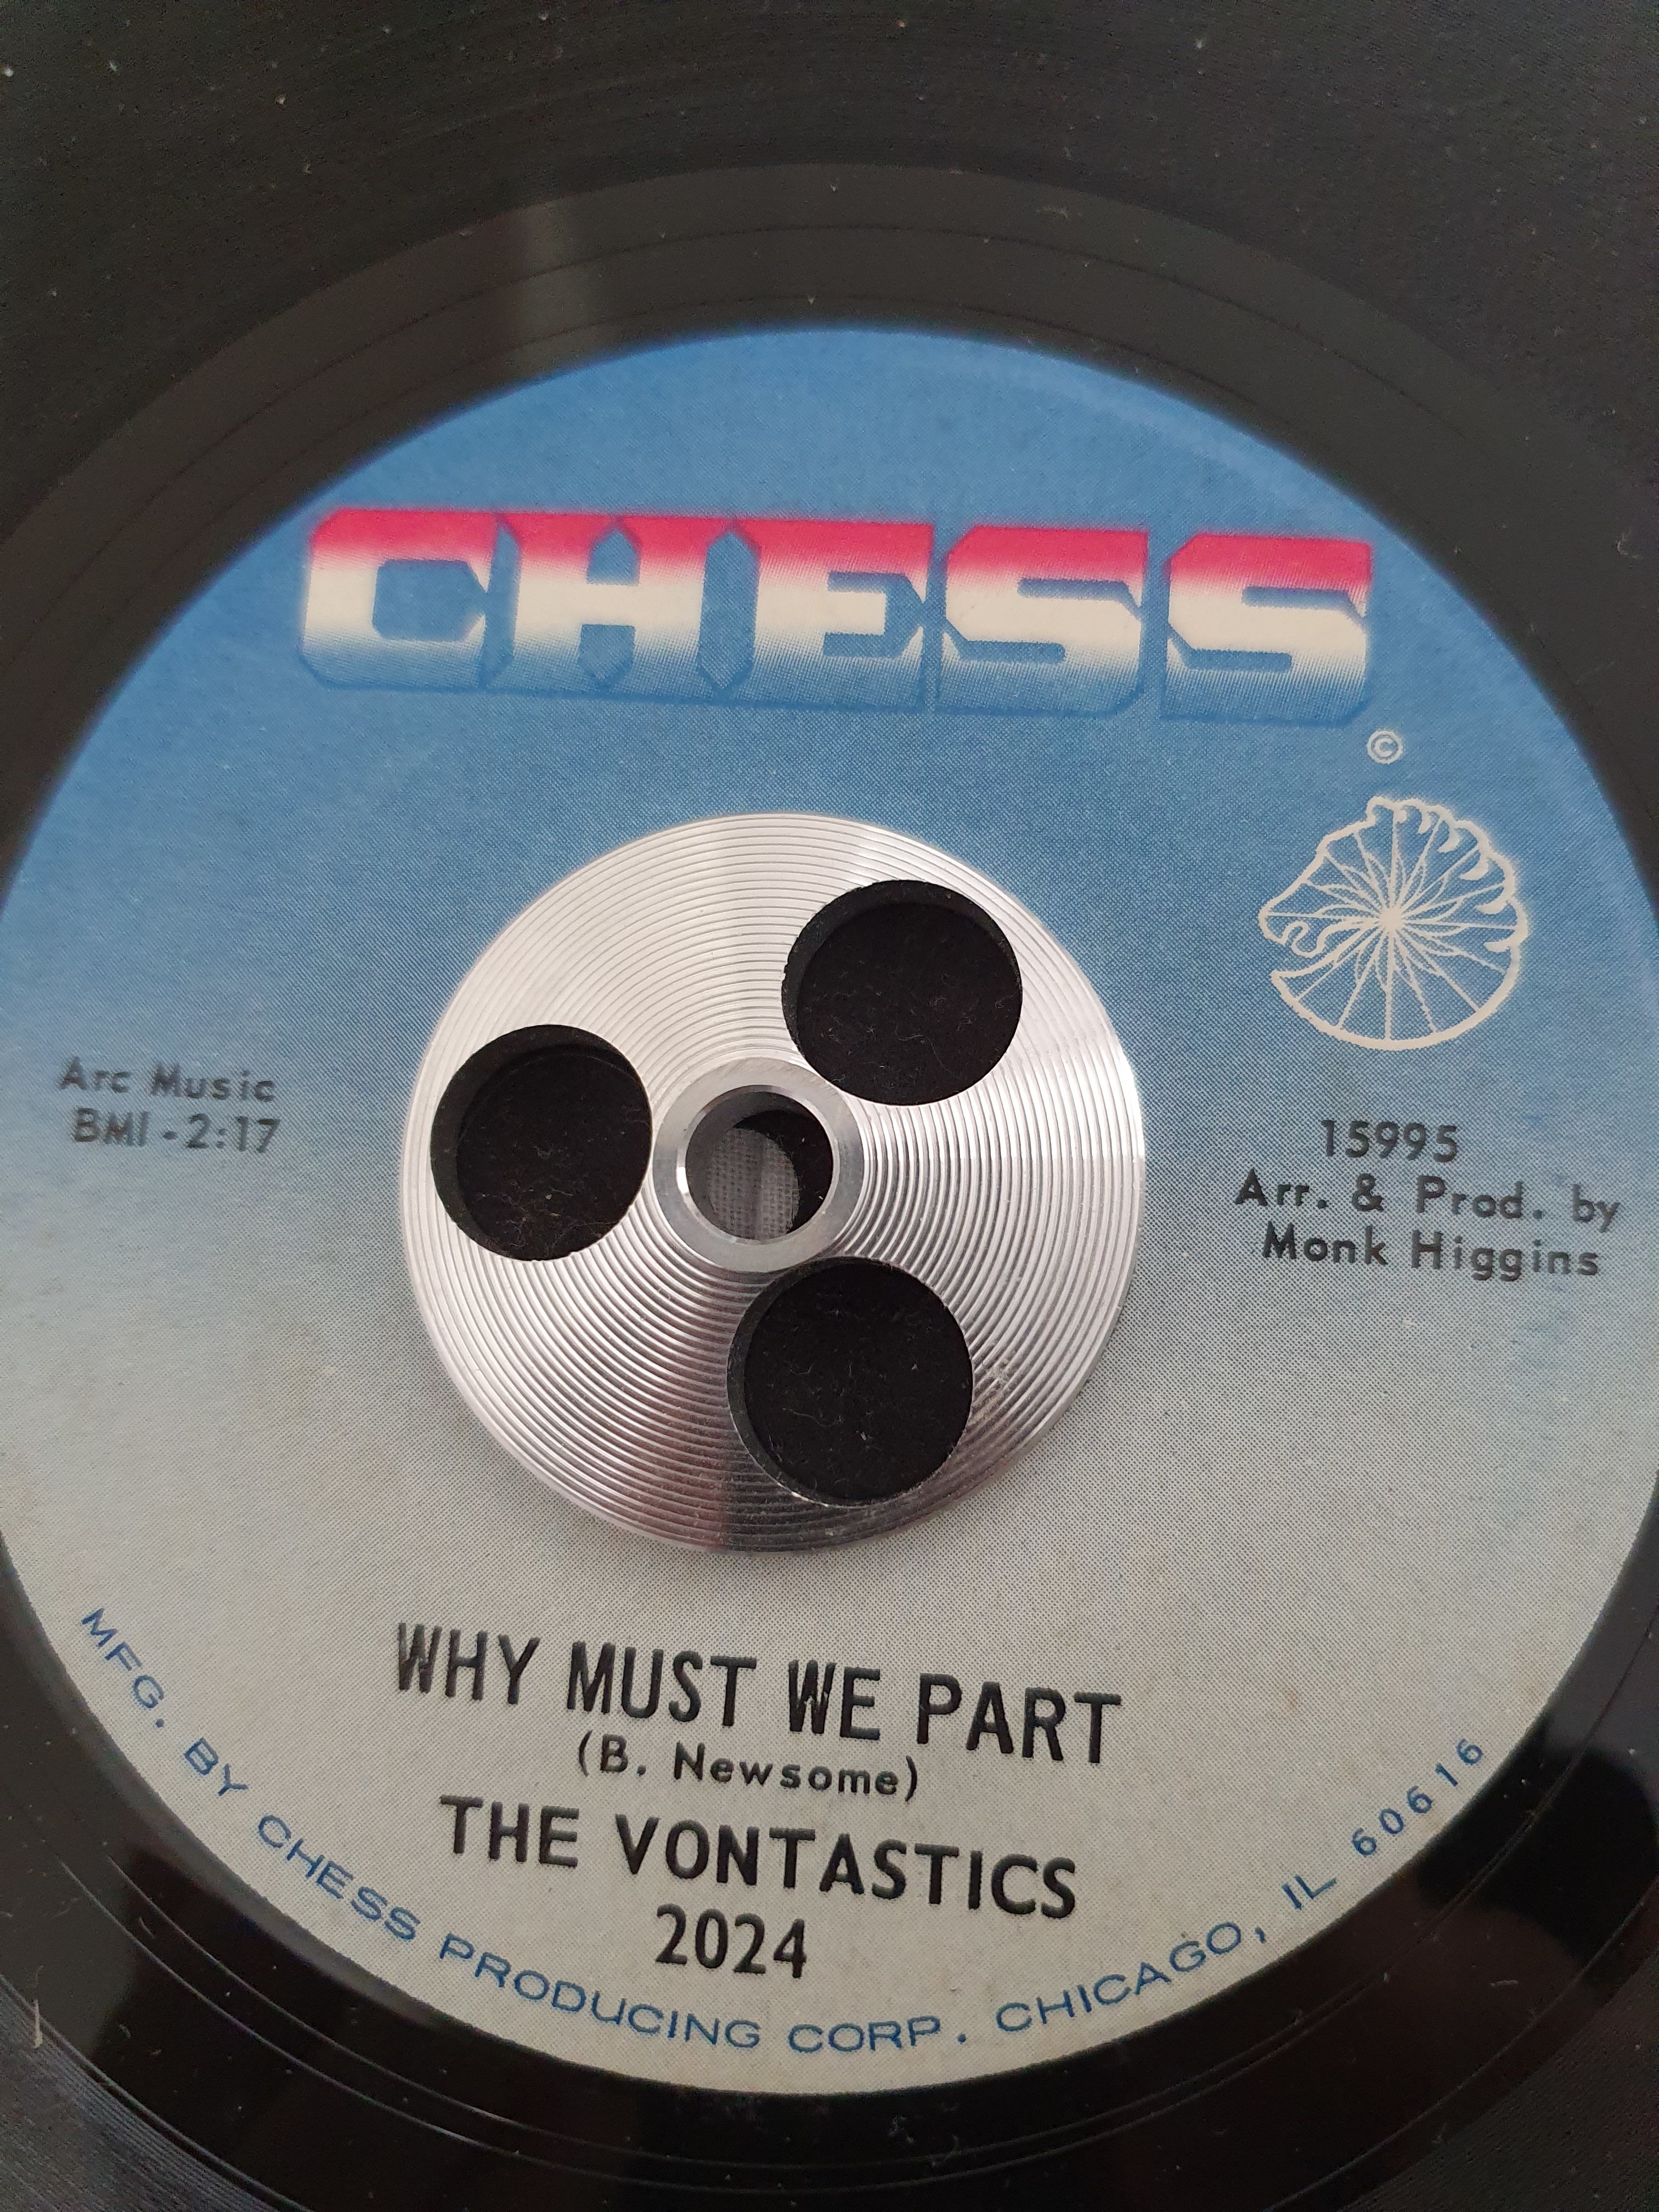 CHESS
©
Arc Music
BMI - 2:17
15995
Arr. & Prod. by
Monk Higgins
WHY MUST WE PART
(B. Newsome)
THE VONTASTICS
2024
MFG. BY CHESS PRODUCING CORP. CHICAGO, IL 60616